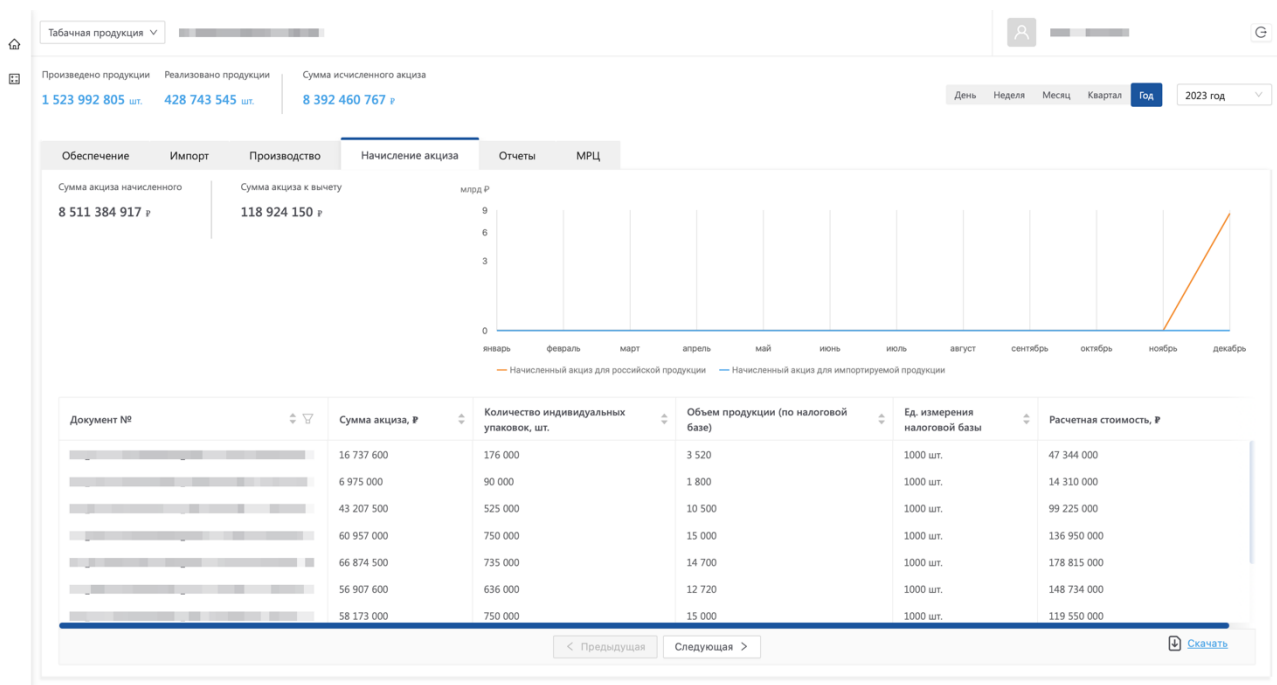 Табачная продукция
Произведено продукции Реализовано продукции Сумма исчисленного акциза
1 523 992 805 шт. 428 743 545 шт. 8 392 460 767 ₽
День Неделя Месяц Квартал Год 2023 год
Обеспечение Импорт Производство Начисление акциза Отчеты МРЦ
Сумма акциза начисленного Сумма акциза к вычету
8 511 384 917 ₽ 118 924 150 ₽
млрд ₽
9
6
3
0
январь февраль март апрель май июнь июль август сентябрь октябрь ноябрь декабрь
Начисленный акциз для российской продукции Начисленный акциз для импортируемой продукции
Документ № Сумма акциза, ₽ Количество индивидуальных упаковок, шт. Объем продукции (по налоговой базе) Ед. измерения налоговой базы Расчетная стоимость, ₽
16 737 600 176 000 3 520 1000 шт. 47 344 000
6 975 000 90 000 1 800 1000 шт. 14 310 000
43 207 500 525 000 10 500 1000 шт. 99 225 000
60 957 000 750 000 15 000 1000 шт. 136 950 000
66 874 500 735 000 14 700 1000 шт. 178 815 000
56 907 600 636 000 12 720 1000 шт. 148 734 000
58 173 000 750 000 15 000 1000 шт. 119 550 000
< Предыдущая Следующая >
Скачать